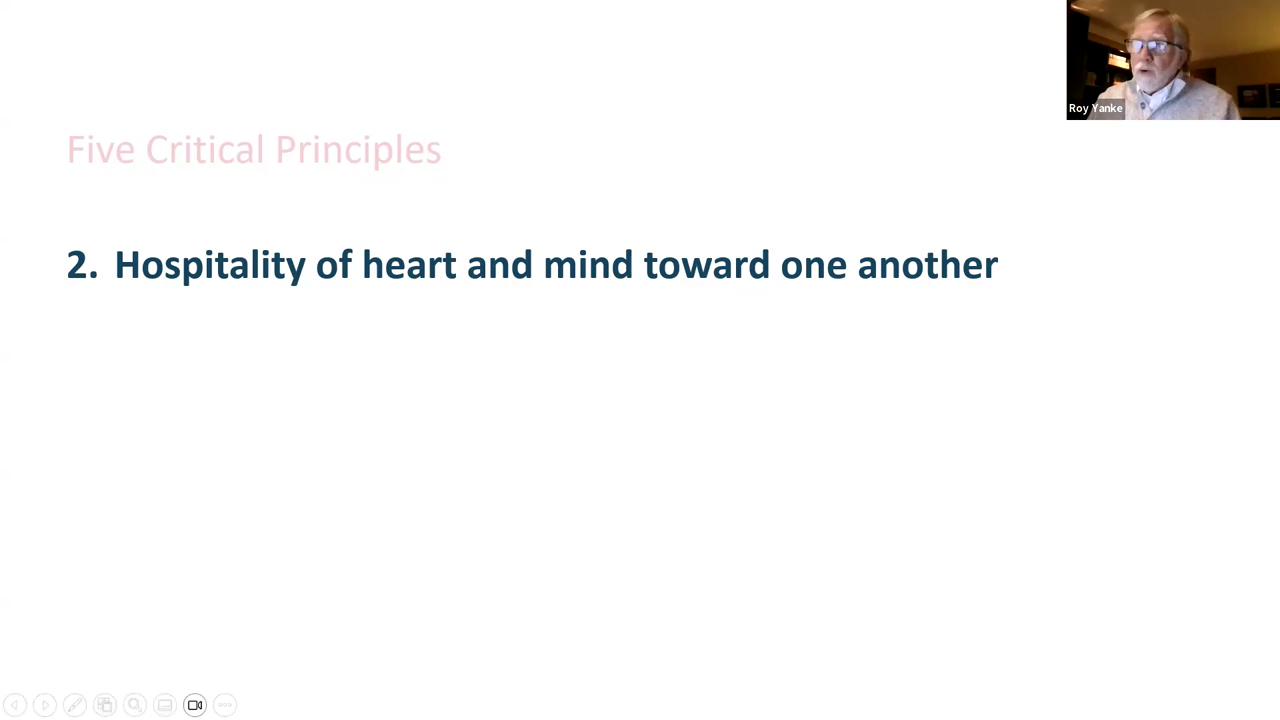 Roy Yanke
Five Critical Principles
2. Hospitality of heart and mind toward one another